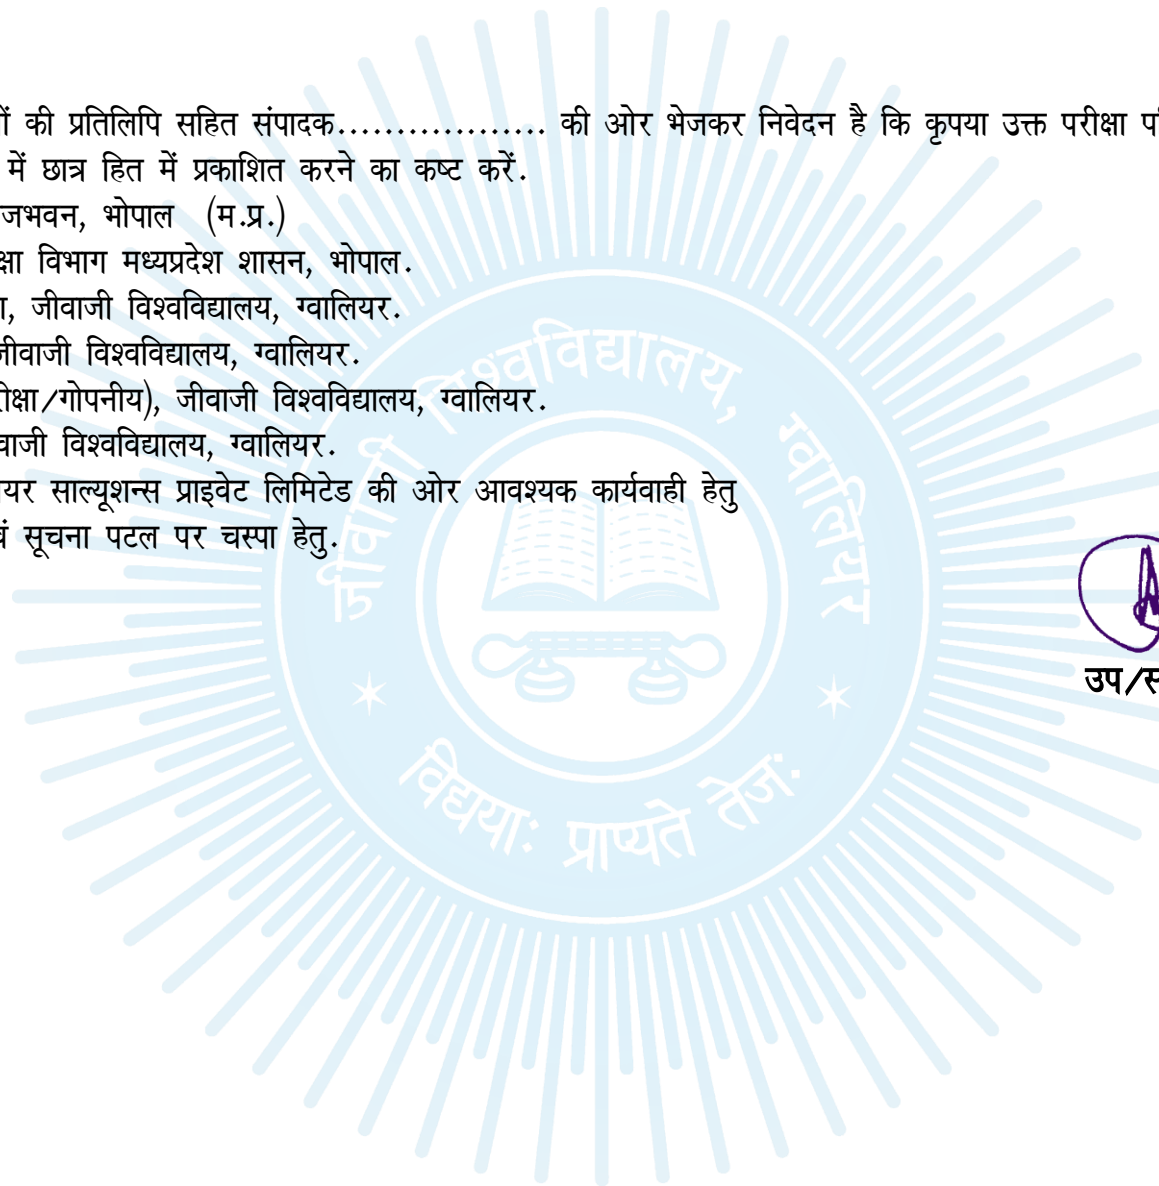 ों की प्रतिलिपि सहित संपादक.................. की ओर भेजकर निवेदन है कि कृपया उक्त परीक्षा
में छात्र हित में प्रकाशित करने का कष्ट करें.
जभवन, भोपाल (म.प्र.)
क्षा विभाग मध्यप्रदेश शासन, भोपाल.
जीवाजी विश्वविद्यालय, ग्वालियर.
जीवाजी विश्वविद्यालय, ग्वालियर.
रीक्षा/गोपनीय), जीवाजी विश्वविद्यालय, ग्वालियर.
वाजी विश्वविद्यालय, ग्वालियर.
यर साल्यूशन्स प्राइवेट लिमिटेड की ओर आवश्यक कार्यवाही हेतु
वं सूचना पटल पर चस्पा हेतु.
उप/स
जीवाजी विश्वविद्यालय, ग्वालियर
विद्यया: प्राप्यते तेज: